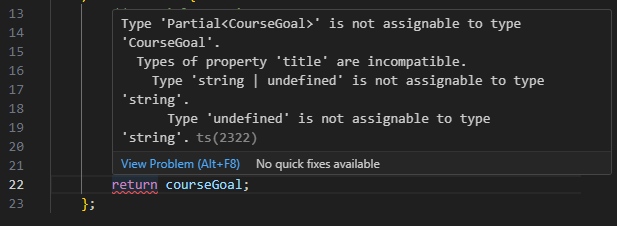 13
14
15
16
17
18
19
20
21
22
23
Type 'Partial<CourseGoal>' is not assignable to type
'CourseGoal'.
Types of property 'title' are incompatible.
Type 'string | undefined' is not assignable to type
'string'.
Type 'undefined' is not assignable to type
'string'. ts(2322)
View Problem (Alt+F8) No quick fixes available
return courseGoal;
};